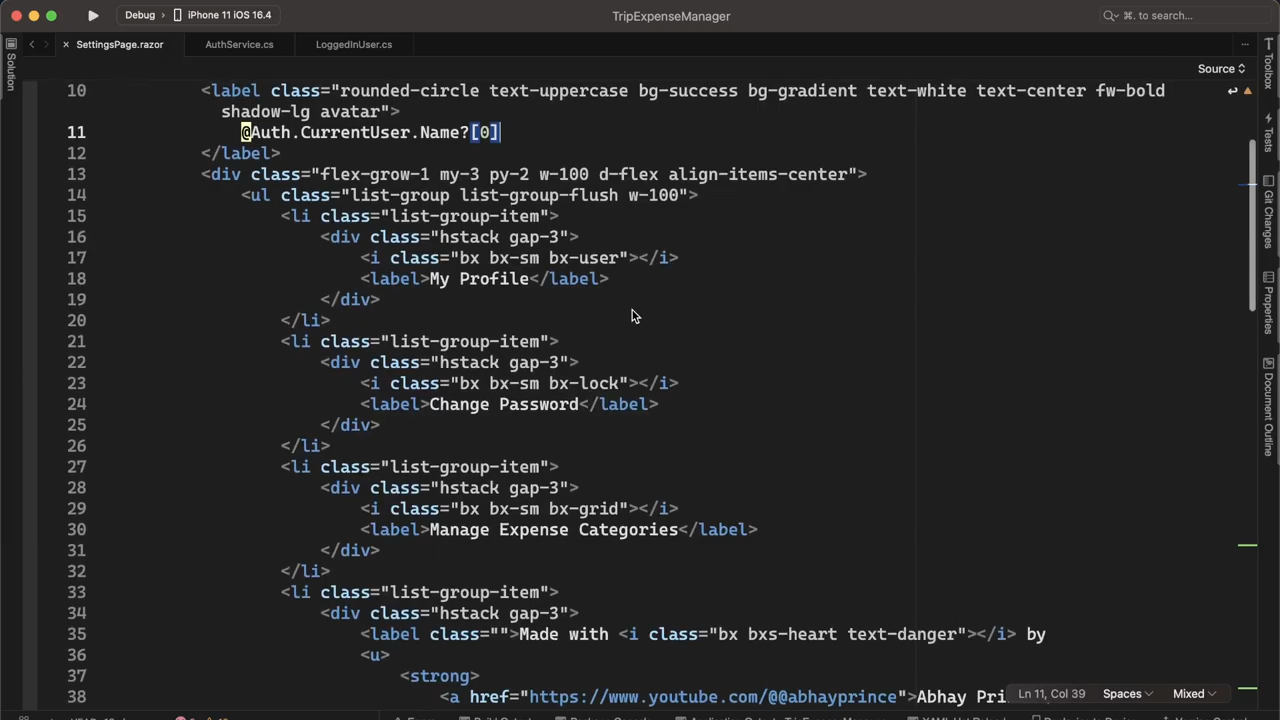 Debug
iPhone 11 iOS 16.4
TripExpenseManager
⌘. to search...
SettingsPage.razor
AuthService.cs
LoggedInUser.cs
Solution
Source
Toolbox
Tests
Git Changes
Properties
Document Outline
10 <label class="rounded-circle text-uppercase bg-success bg-gradient text-white text-center fw-bold
shadow-lg avatar">
11 @Auth.CurrentUser.Name?[0]
12 </label>
13 <div class="flex-grow-1 my-3 py-2 w-100 d-flex align-items-center">
14 <ul class="list-group list-group-flush w-100">
15 <li class="list-group-item">
16 <div class="hstack gap-3">
17 <i class="bx bx-sm bx-user"></i>
18 <label>My Profile</label>
19 </div>
20 </li>
21 <li class="list-group-item">
22 <div class="hstack gap-3">
23 <i class="bx bx-sm bx-lock"></i>
24 <label>Change Password</label>
25 </div>
26 </li>
27 <li class="list-group-item">
28 <div class="hstack gap-3">
29 <i class="bx bx-sm bx-grid"></i>
30 <label>Manage Expense Categories</label>
31 </div>
32 </li>
33 <li class="list-group-item">
34 <div class="hstack gap-3">
35 <label class="">Made with <i class="bx bxs-heart text-danger"></i> by
36 <u>
37 <strong>
38 <a href="https://www.youtube.com/@@abhayprince">Abhay Pri
Ln 11, Col 39
Spaces
Mixed